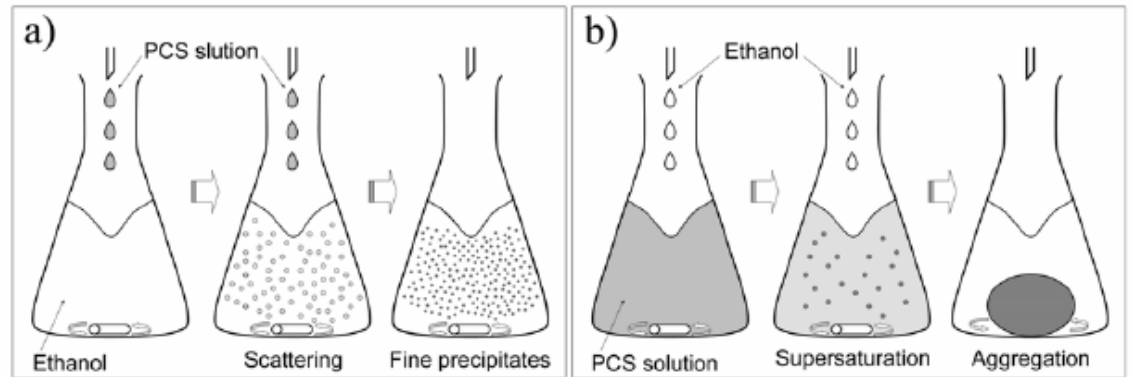 a)
PCS slution
Ethanol
Scattering
Fine precipitates
b)
Ethanol
PCS solution
Supersaturation
Aggregation